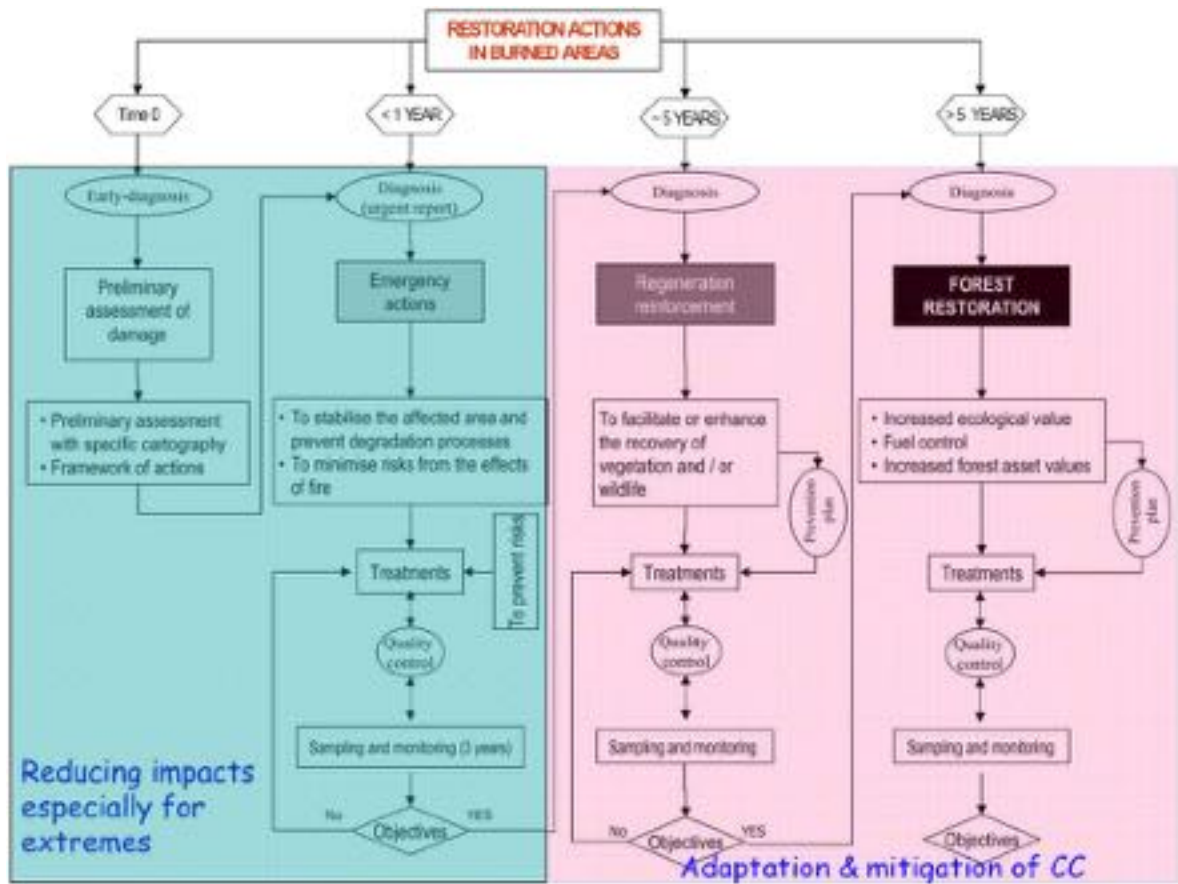 RESTORATION ACTIONS
IN BURNED AREAS
Time 0
< 1 YEAR
~ 5 YEARS
> 5 YEARS
Early-diagnosis
Diagnosis
(urgent report)
Diagnosis
Diagnosis
Preliminary
assessment of
damage
Emergency
actions
Regeneration
reinforcement
FOREST
RESTORATION
• Preliminary assessment
with specific cartography
• Framework of actions
• To stabilise the affected area and
prevent degradation processes
• To minimise risks from the effects
of fire
To facilitate or enhance
the recovery of
vegetation and / or
wildlife
• Increased ecological value
• Fuel control
• Increased forest asset values
Prevention
plan
Prevention
plan
To prevent risks
Treatments
Treatments
Treatments
Quality
control
Quality
control
Quality
control
Sampling and monitoring (3 years)
Sampling and monitoring
Sampling and monitoring
No
Objectives
YES
No
Objectives
YES
Objectives
Reducing impacts
especially for
extremes
Adaptation & mitigation of CC